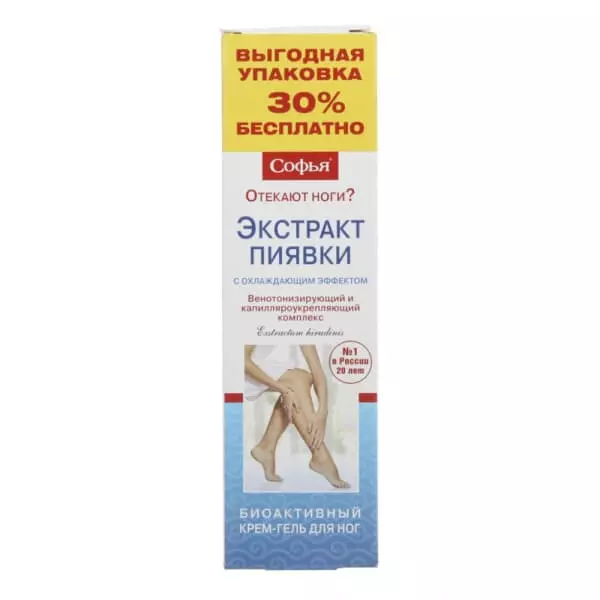 ВЫГОДНАЯ
УПАКОВКА
30%
БЕСПЛАТНО
Софья®
ОТЕКАЮТ НОГИ?
ЭКСТРАКТ
ПИЯВКИ
С ОХЛАЖДАЮЩИМ ЭФФЕКТОМ
Венотонизирующий и
капилляроукрепляющий
комплекс
Exstractum hirudinis
№1
в России
20 лет
БИОАКТИВНЫЙ
КРЕМ-ГЕЛЬ ДЛЯ НОГ